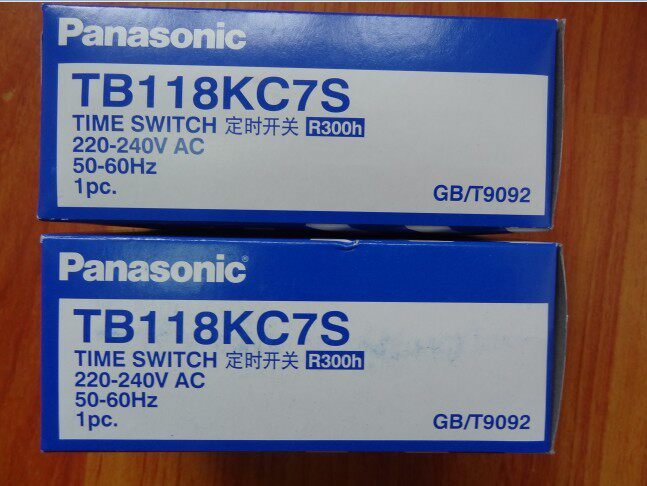 Panasonic
TB118KC7S
TIME SWITCH 定时开关 R300h
220-240V AC
50-60Hz
1pc.
GB/T9092
Panasonic®
TB118KC7S
TIME SWITCH 定时开关 R300h
220-240V AC
50-60Hz
1pc.
GB/T9092